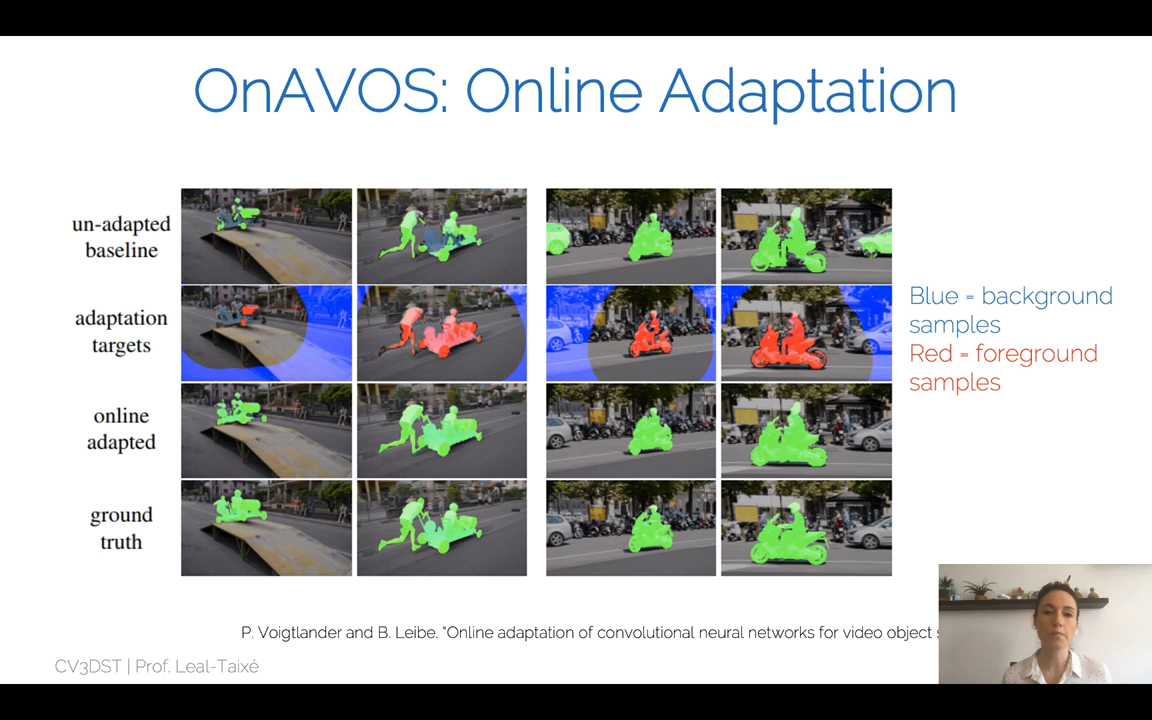 OnAVOS: Online Adaptation
un-adapted
baseline
adaptation
targets
online
adapted
ground
truth
Blue = background
samples
Red = foreground
samples
P. Voigtlander and B. Leibe. "Online adaptation of convolutional neural networks for video object
CV3DST | Prof. Leal-Taixé